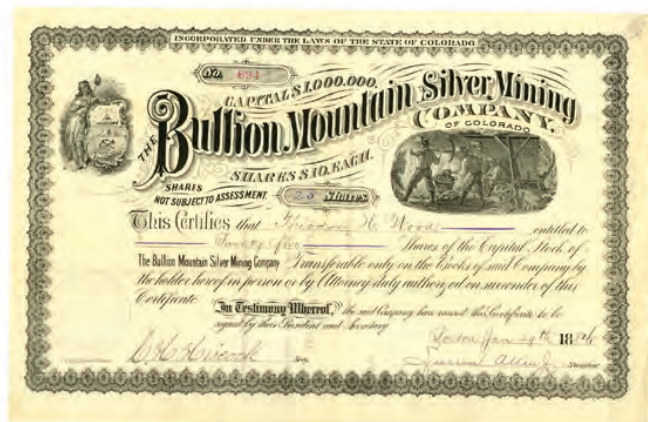 INCORPORATED UNDER THE LAWS OF THE STATE OF COLORADO.
No. 694
CAPITAL $1,000,000.
THE Bullion Mountain Silver Mining
COMPANY.
OF COLORADO
SHARES $10. EACH.
SHARES
NOT SUBJECT TO ASSESSMENT.
25 Shares
This Certifies that Theodore H. Woods entitled to
Twenty five Shares of the Capital Stock of
The Bullion Mountain Silver Mining Company Transferable only on the Books of said Company by
the holder hereof in person or by Attorney duly authorized on surrender of this
Certificate
In Testimony Whereof, the said Company have caused this Certificate to be
signed by their President and Secretary
Boston Jan 29th 188
Secy.
President